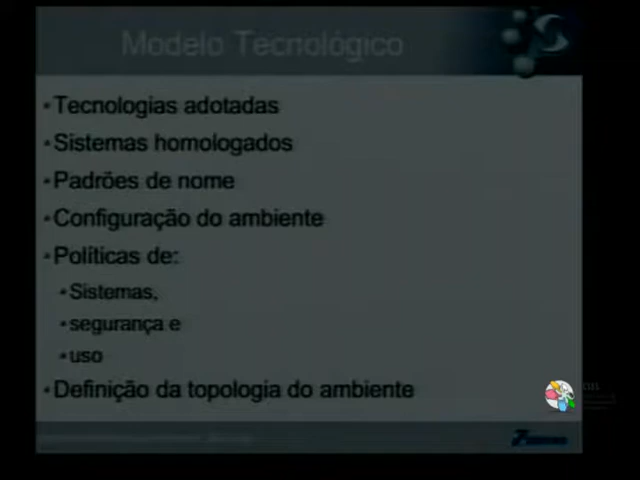 Modelo Tecnológico
•Tecnologias adotadas
•Sistemas homologados
•Padrões de nome
•Configuração do ambiente
•Políticas de:
•Sistemas,
•segurança e
•uso
•Definição da topologia do ambiente